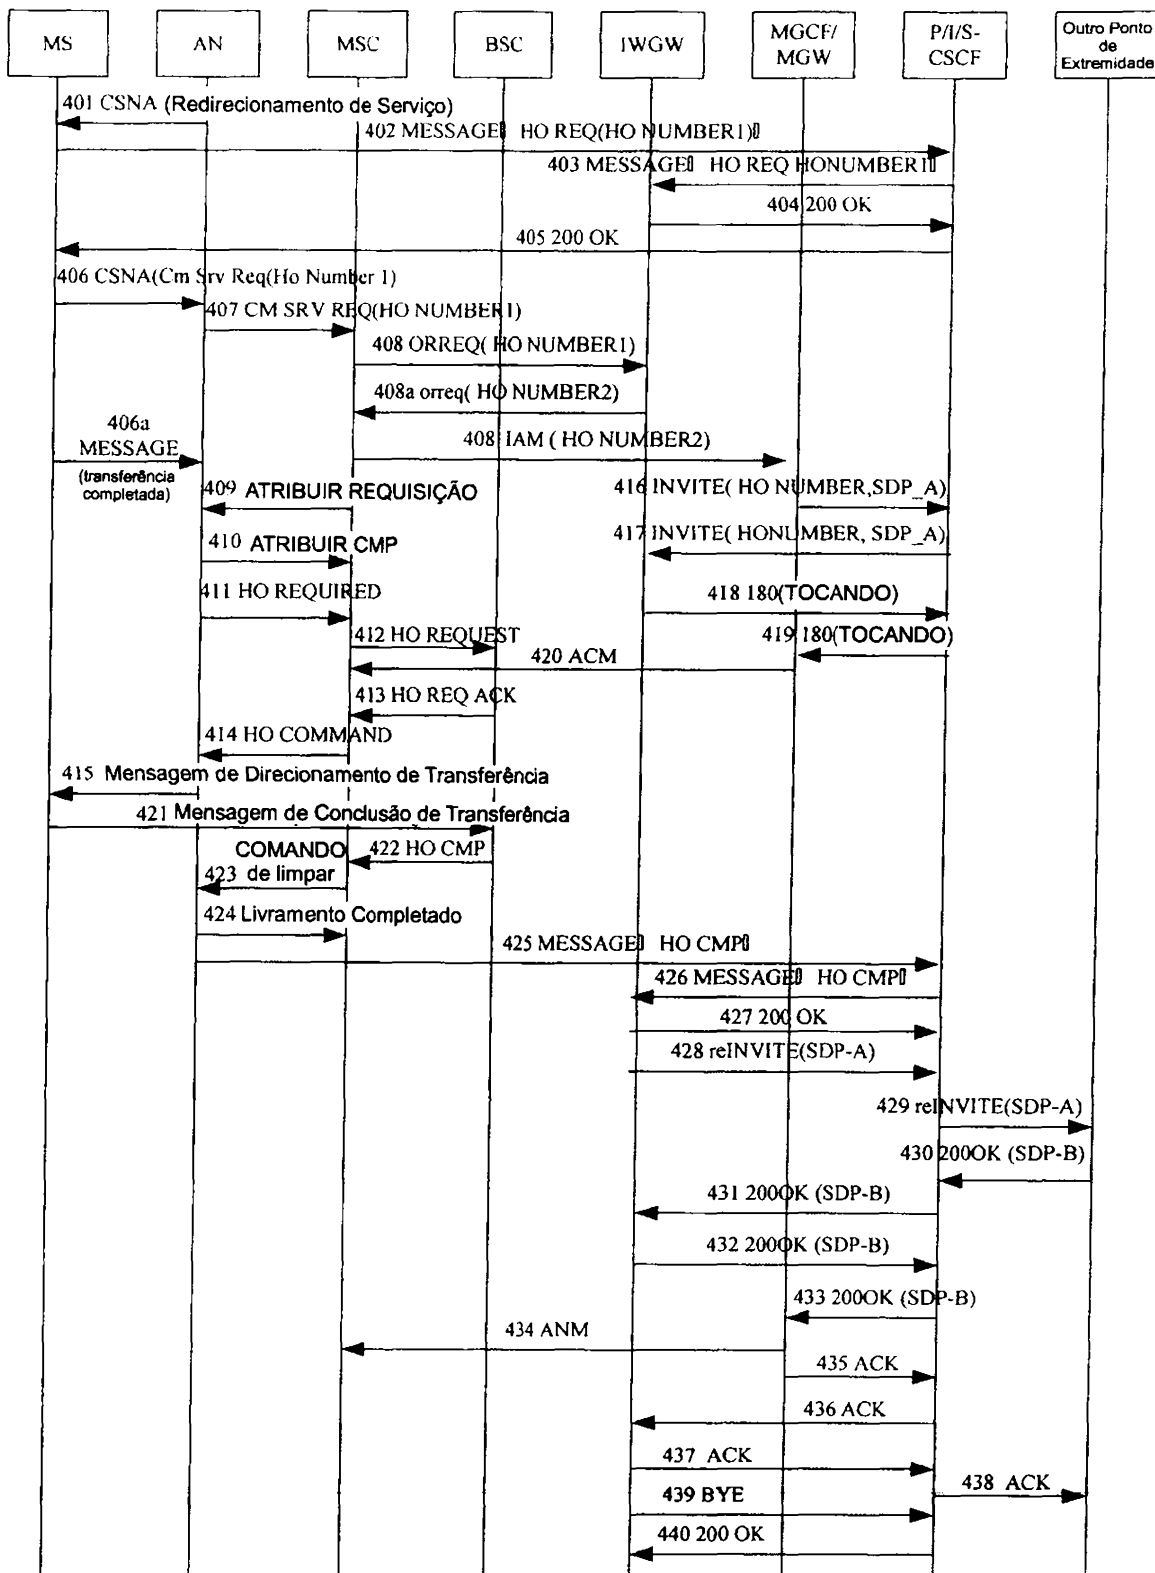 MS
AN
MSC
BSC
IWGW
MGCF/
MGW
P/I/S-
CSCF
Outro Ponto
de
Extremidade
401 CSNA (Redirecionamento de Serviço)
402 MESSAGE HO REQ(HO NUMBER1)
403 MESSAGE HO REQ HONUMBER1
404 200 OK
405 200 OK
406 CSNA(Cm Srv Req(Ho Number 1)
407 CM SRV REQ(HO NUMBER1)
408 ORREQ( HO NUMBER1)
408a orreq( HO NUMBER2)
406a
MESSAGE
(transferência
completada)
408 IAM ( HO NUMBER2)
409 ATRIBUIR REQUISIÇÃO
416 INVITE( HO NUMBER,SDP_A)
410 ATRIBUIR CMP
417 INVITE( HONUMBER, SDP_A)
411 HO REQUIRED
418 180(TOCANDO)
412 HO REQUEST
419 180(TOCANDO)
420 ACM
413 HO REQ ACK
414 HO COMMAND
415 Mensagem de Direcionamento de Transferência
421 Mensagem de Conclusão de Transferência
COMANDO
422 HO CMP
423 de limpar
424 Livramento Completado
425 MESSAGE HO CMP
426 MESSAGE HO CMP
427 200 OK
428 reINVITE(SDP-A)
429 reINVITE(SDP-A)
430 200OK (SDP-B)
431 200OK (SDP-B)
432 200OK (SDP-B)
433 200OK (SDP-B)
434 ANM
435 ACK
436 ACK
437 ACK
438 ACK
439 BYE
440 200 OK